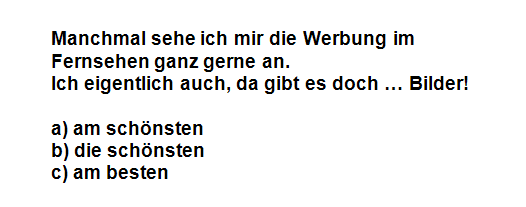 Manchmal sehe ich mir die Werbung im
Fernsehen ganz gerne an.
Ich eigentlich auch, da gibt es doch … Bilder!
a) am schönsten
b) die schönsten
c) am besten